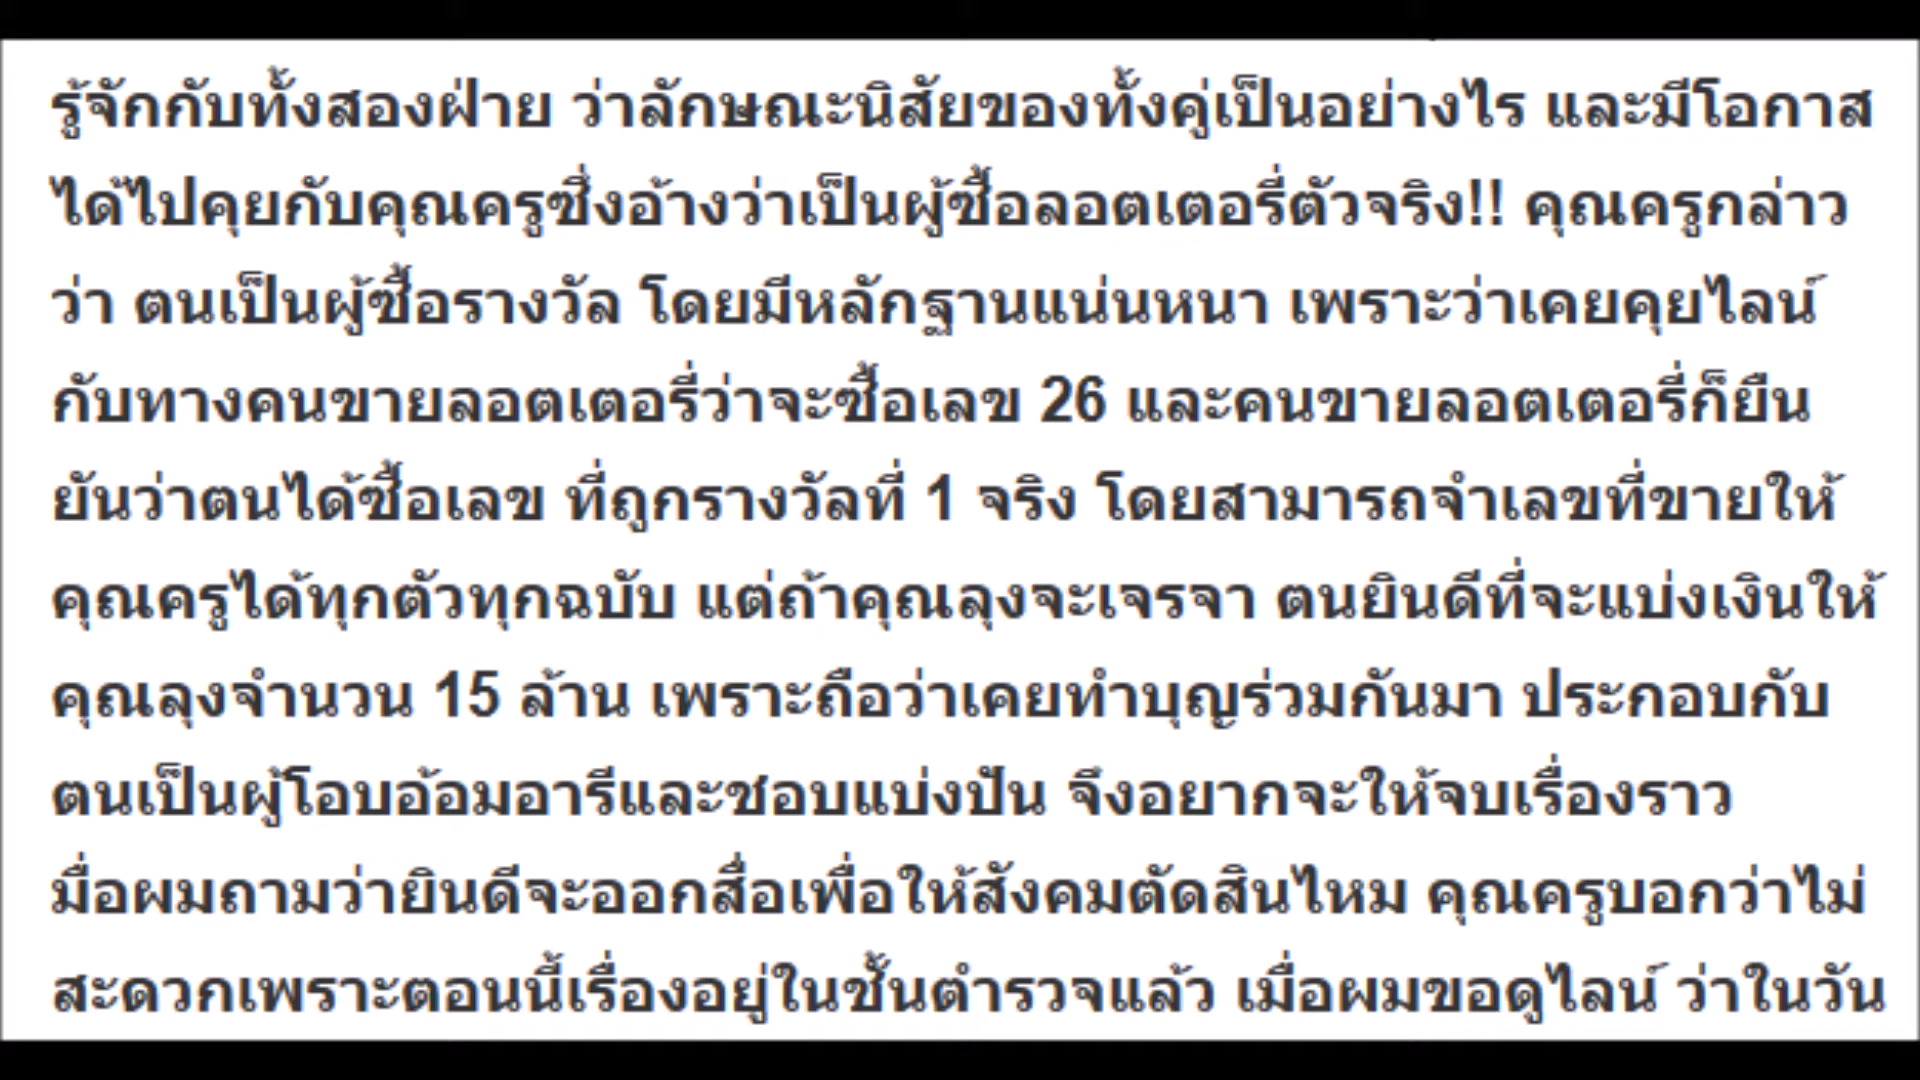 รู้จักกับทั้งสองฝ่าย ว่าลักษณะนิสัยของทั้งคู่เป็นอย่างไร และมีโอกาส
ได้ไปคุยกับคุณครูซึ่งอ้างว่าเป็นผู้ซื้อลอตเตอรี่ตัวจริง!! คุณครูกล่าว
ว่า ตนเป็นผู้ซื้อรางวัล โดยมีหลักฐานแน่นหนา เพราะว่าเคยคุยไลน์
กับทางคนขายลอตเตอรี่ว่าจะซื้อเลข 26 และคนขายลอตเตอรี่ก็ยืน
ยันว่าตนได้ซื้อเลข ที่ถูกรางวัลที่ 1 จริง โดยสามารถจำเลขที่ขายให้
คุณครูได้ทุกตัวทุกฉบับ แต่ถ้าคุณลุงจะเจรจา ตนยินดีที่จะแบ่งเงินให้
คุณลุงจำนวน 15 ล้าน เพราะถือว่าเคยทำบุญร่วมกันมา ประกอบกับ
ตนเป็นผู้โอบอ้อมอารีและชอบแบ่งปัน จึงอยากจะให้จบเรื่องราว
มื่อผมถามว่ายินดีจะออกสื่อเพื่อให้สังคมตัดสินไหม คุณครูบอกว่าไม่
สะดวกเพราะตอนนี้เรื่องอยู่ในชั้นตำรวจแล้ว เมื่อผมขอดูไลน์ ว่าในวัน